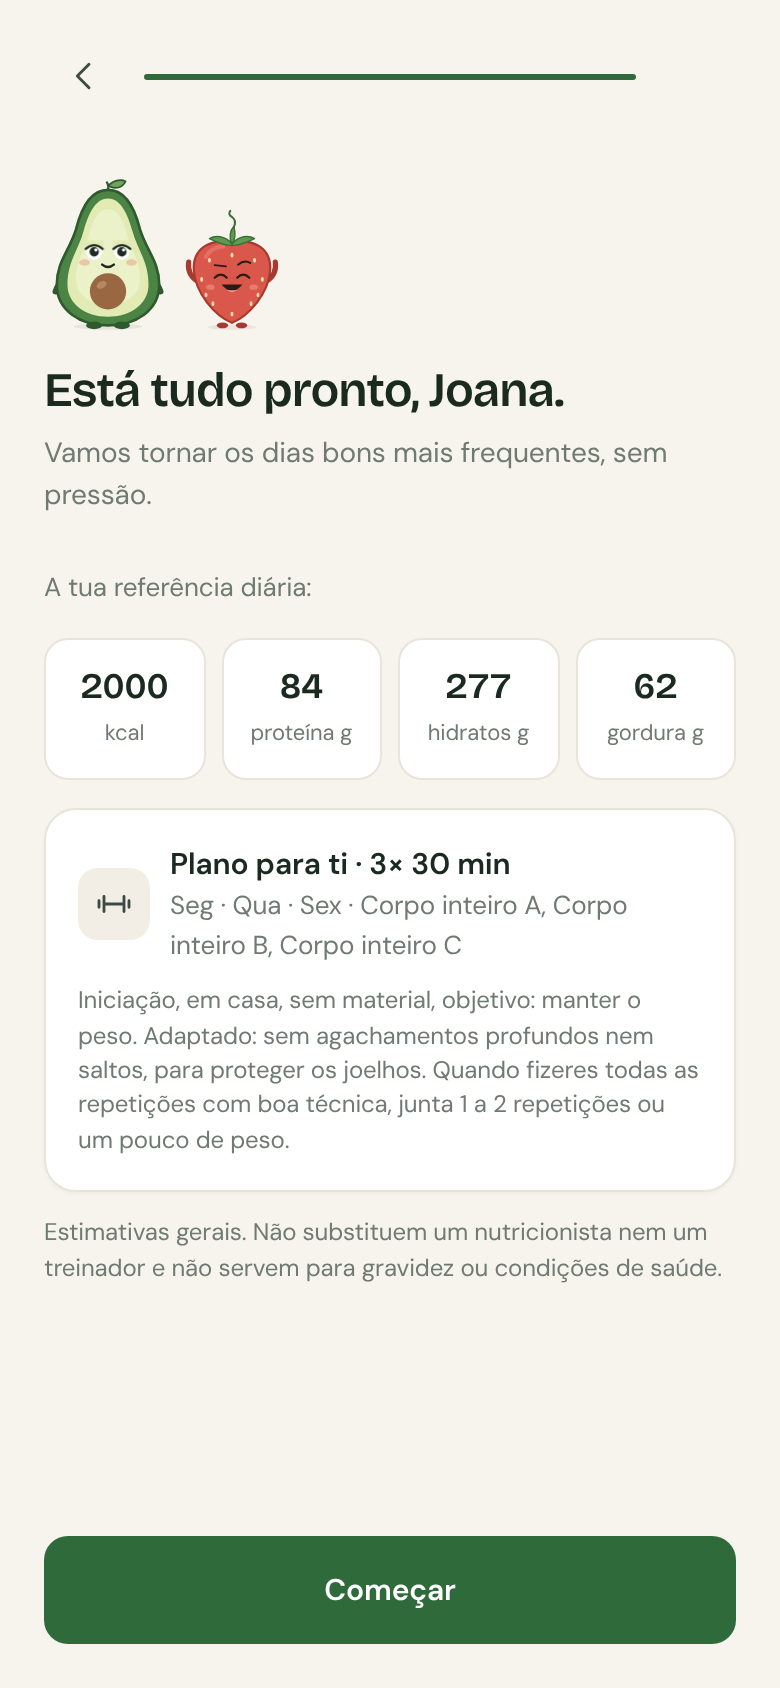 Está tudo pronto, Joana.
Vamos tornar os dias bons mais frequentes, sem
pressão.
A tua referência diária:
2000
kcal
84
proteína g
277
hidratos g
62
gordura g
Plano para ti · 3× 30 min
Seg · Qua · Sex · Corpo inteiro A, Corpo
inteiro B, Corpo inteiro C
Iniciação, em casa, sem material, objetivo: manter o
peso. Adaptado: sem agachamentos profundos nem
saltos, para proteger os joelhos. Quando fizeres todas as
repetições com boa técnica, junta 1 a 2 repetições ou
um pouco de peso.
Estimativas gerais. Não substituem um nutricionista nem um
treinador e não servem para gravidez ou condições de saúde.
Começar